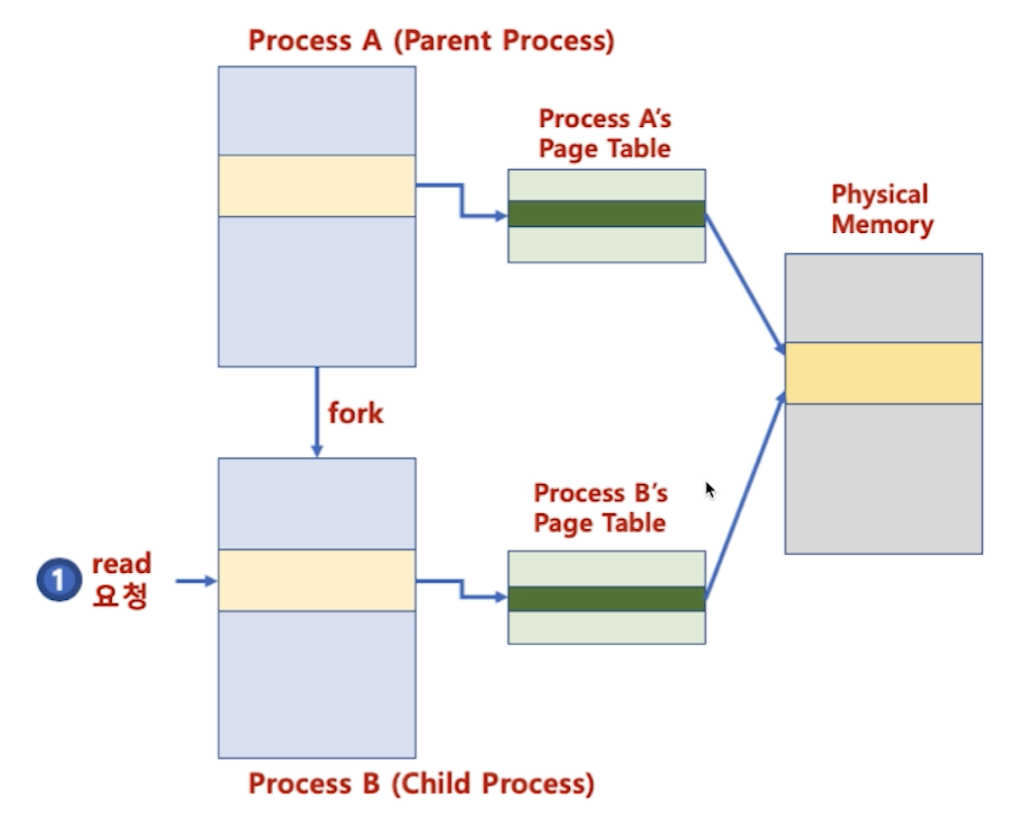 Process A (Parent Process)
Process A's
Page Table
Physical
Memory
fork
Process B's
Page Table
1
read
요청
Process B (Child Process)